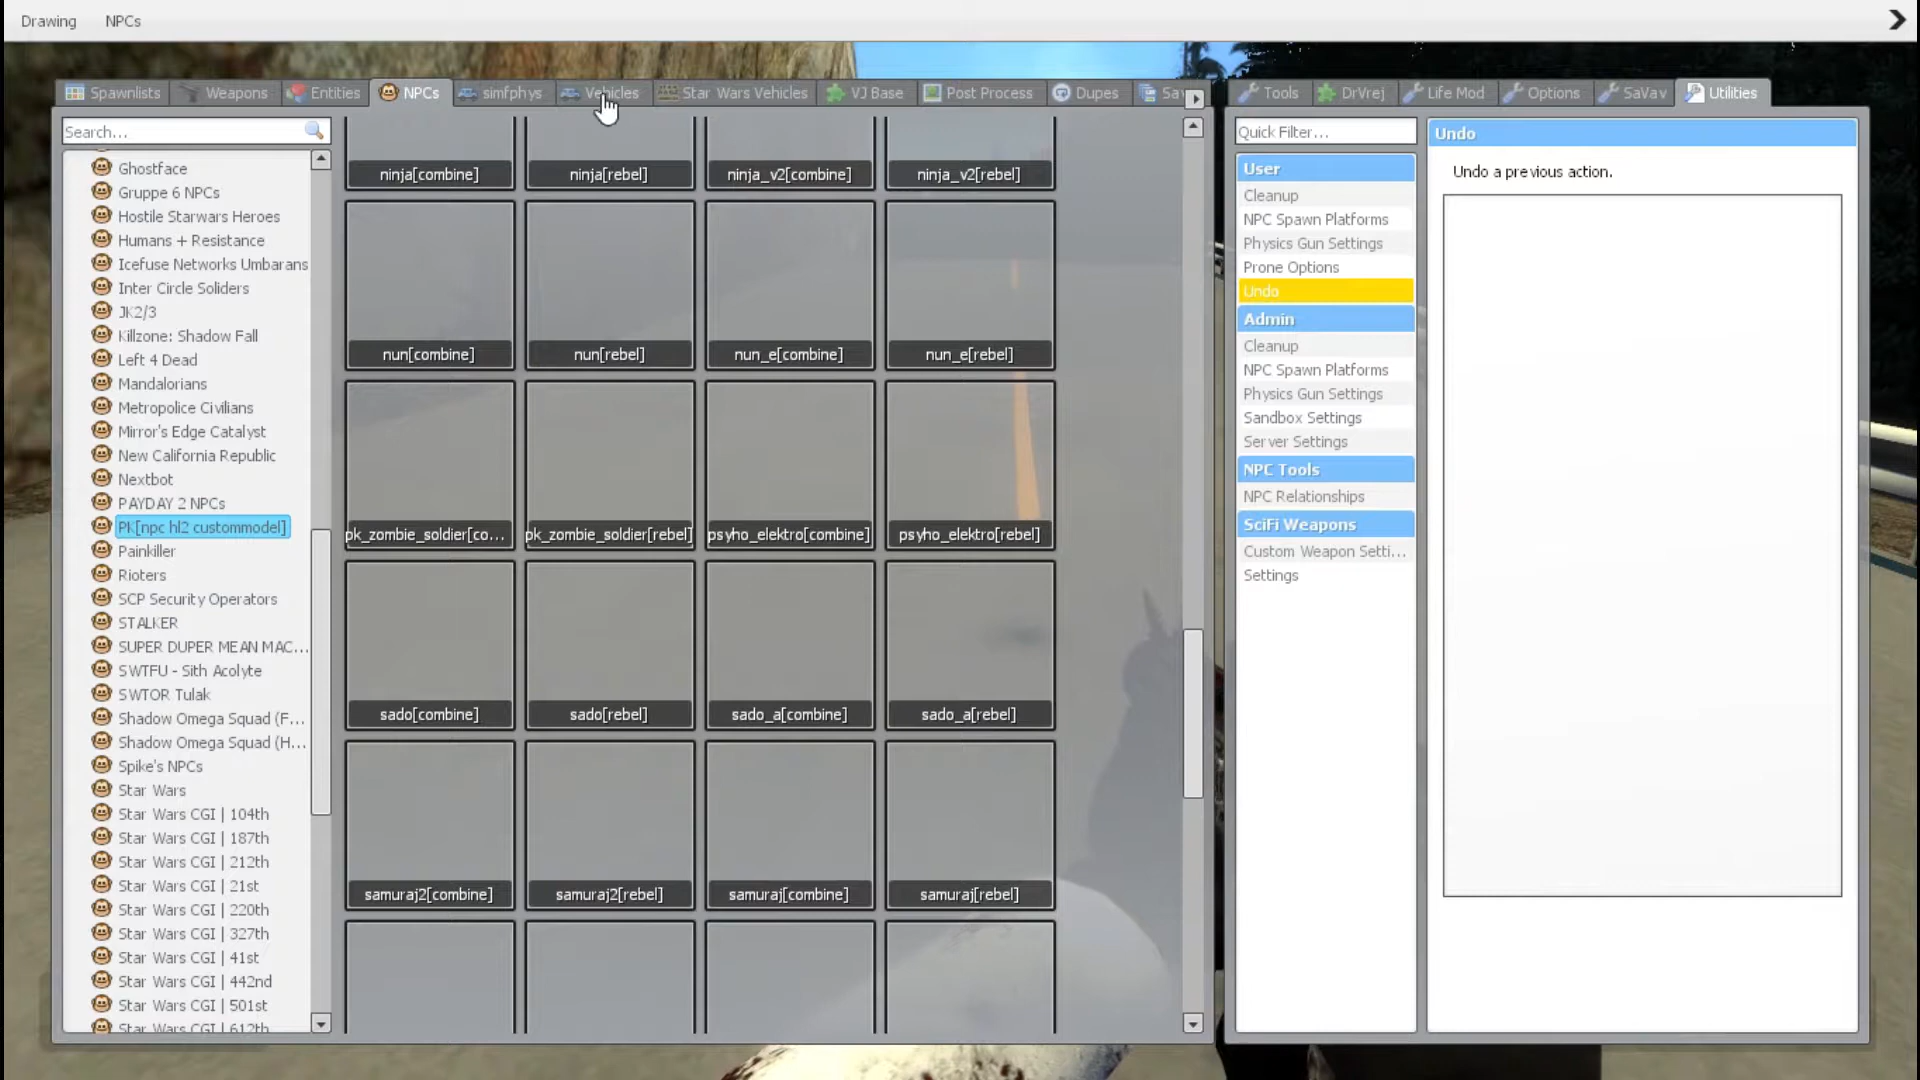 Drawing NPCs
Spawnlists Weapons Entities NPCs simfphys Vehicles Star Wars Vehicles VJ Base Post Process Dupes Sa
Tools DrVrej Life Mod Options SaVav Utilities
Search...
Ghostface
Gruppe 6 NPCs
Hostile Starwars Heroes
Humans + Resistance
Icefuse Networks Umbarans
Inter Circle Soliders
JK2/3
Killzone: Shadow Fall
Left 4 Dead
Mandalorians
Metropolice Civilians
Mirror's Edge Catalyst
New California Republic
Nextbot
PAYDAY 2 NPCs
PK[npc hl2 custommodel]
Painkiller
Rioters
SCP Security Operators
STALKER
SUPER DUPER MEAN MAC...
SWTFU - Sith Acolyte
SWTOR Tulak
Shadow Omega Squad (F...
Shadow Omega Squad (H...
Spike's NPCs
Star Wars
Star Wars CGI | 104th
Star Wars CGI | 187th
Star Wars CGI | 212th
Star Wars CGI | 21st
Star Wars CGI | 220th
Star Wars CGI | 327th
Star Wars CGI | 41st
Star Wars CGI | 442nd
Star Wars CGI | 501st
Star Wars CGI | 612th
ninja[combine] ninja[rebel] ninja_v2[combine] ninja_v2[rebel]
nun[combine] nun[rebel] nun_e[combine] nun_e[rebel]
pk_zombie_soldier[co... pk_zombie_soldier[rebel] psyho_elektro[combine] psyho_elektro[rebel]
sado[combine] sado[rebel] sado_a[combine] sado_a[rebel]
samuraj2[combine] samuraj2[rebel] samuraj[combine] samuraj[rebel]
Quick Filter...
User
Cleanup
NPC Spawn Platforms
Physics Gun Settings
Prone Options
Undo
Admin
Cleanup
NPC Spawn Platforms
Physics Gun Settings
Sandbox Settings
Server Settings
NPC Tools
NPC Relationships
SciFi Weapons
Custom Weapon Setti...
Settings
Undo
Undo a previous action.